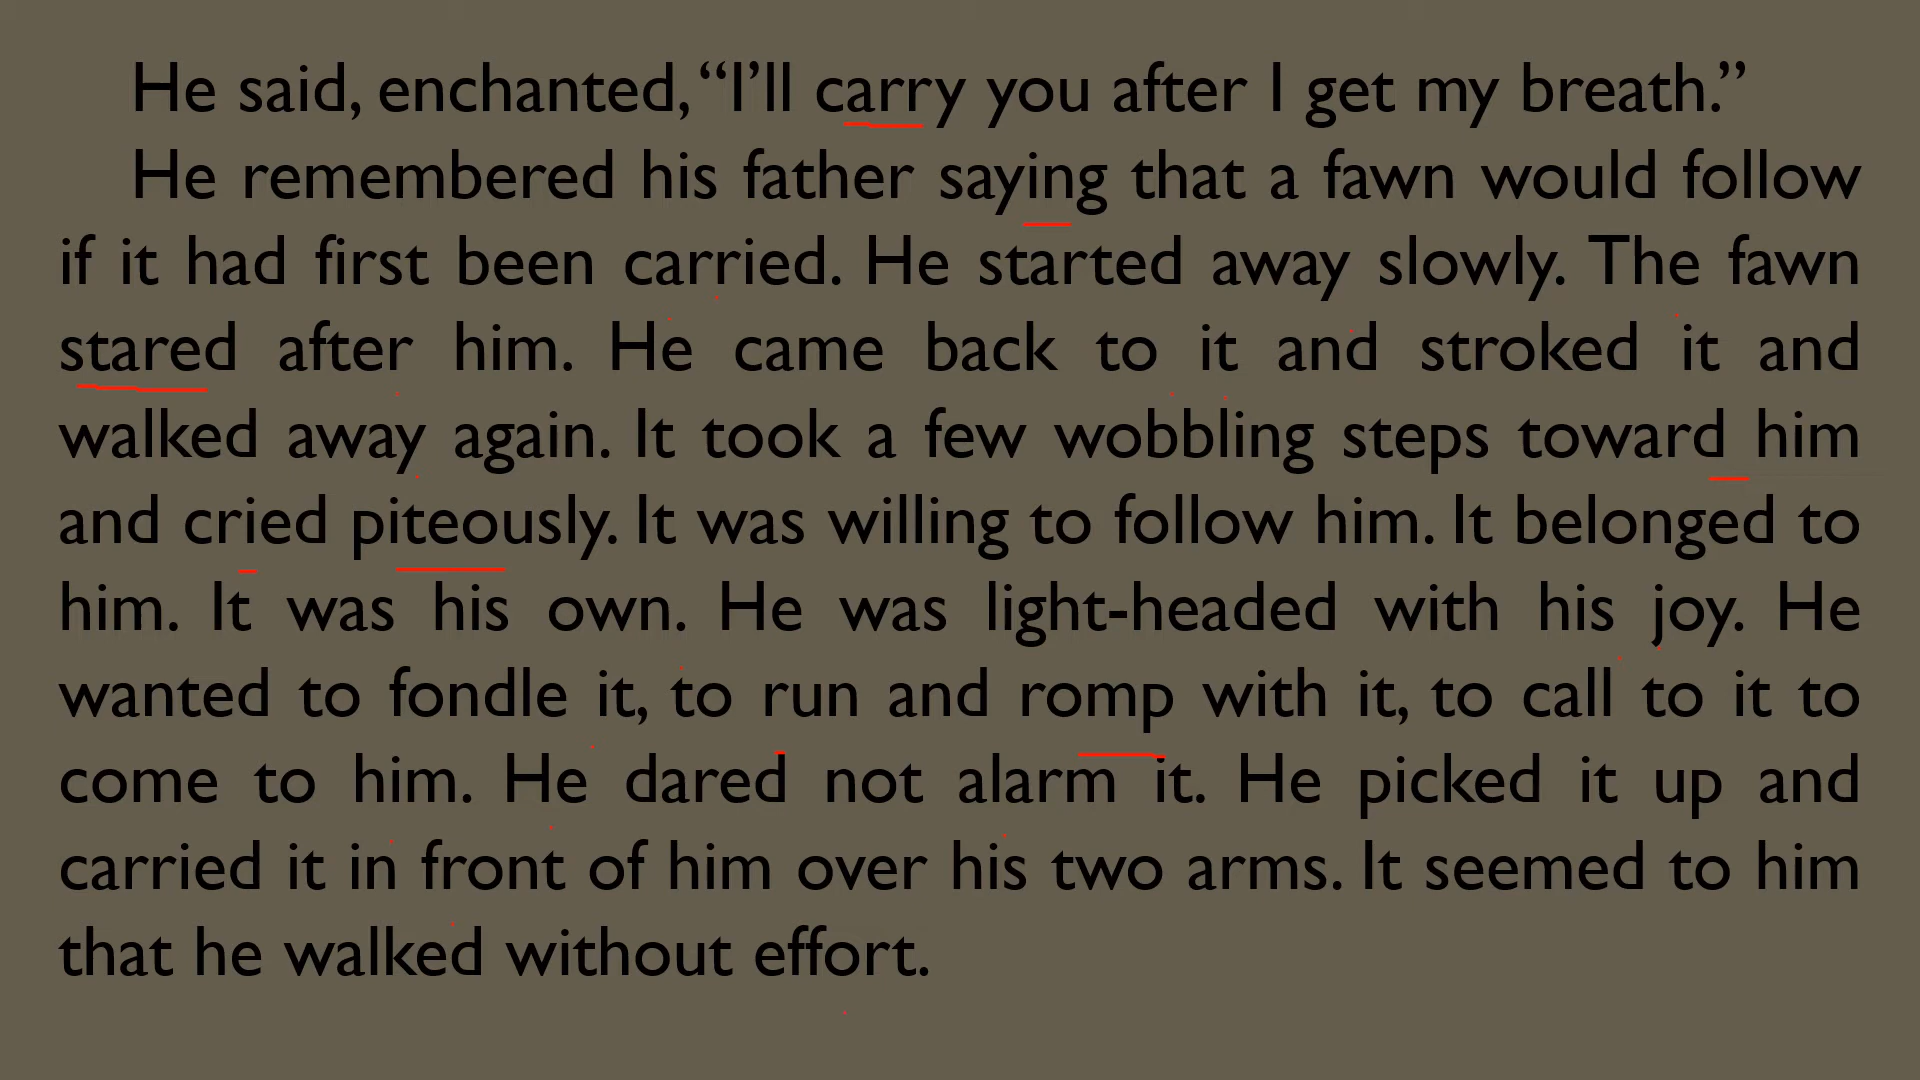 He said, enchanted, “I’ll carry you after I get my breath.”
He remembered his father saying that a fawn would follow
if it had first been carried. He started away slowly. The fawn
stared after him. He came back to it and stroked it and
walked away again. It took a few wobbling steps toward him
and cried piteously. It was willing to follow him. It belonged to
him. It was his own. He was light-headed with his joy. He
wanted to fondle it, to run and romp with it, to call to it to
come to him. He dared not alarm it. He picked it up and
carried it in front of him over his two arms. It seemed to him
that he walked without effort.